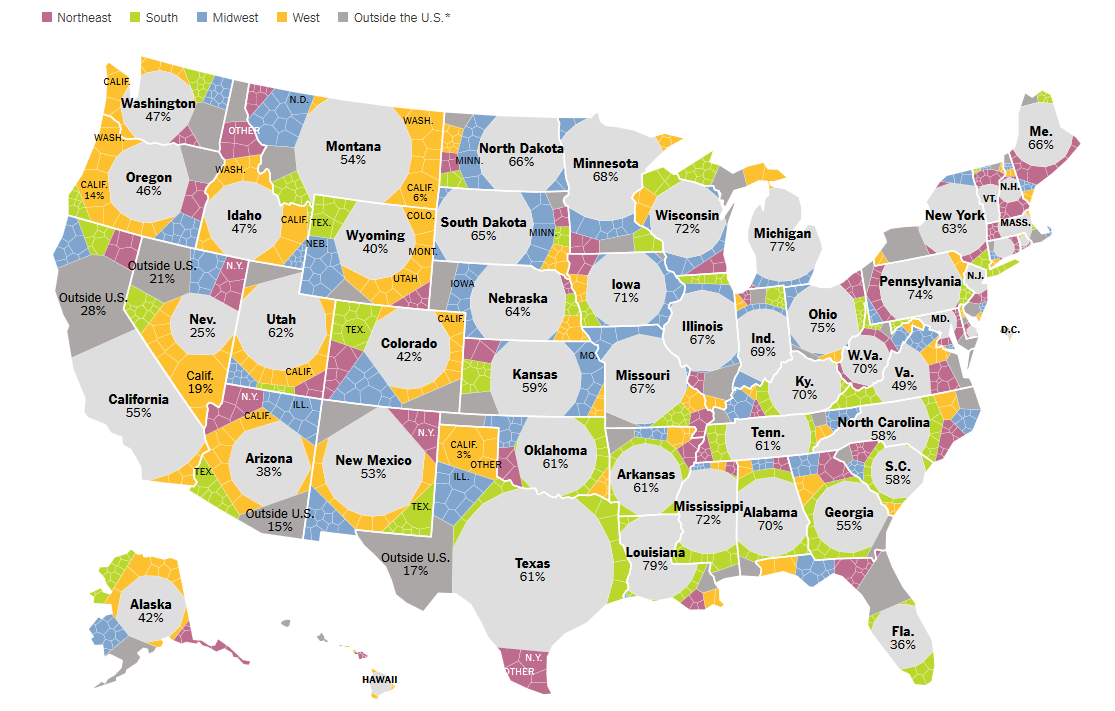 Northeast
South
Midwest
West
Outside the U.S.*
CALIF.
Washington
47%
WASH.
OTHER
N.D.
Montana
54%
WASH.
CALIF.
6%
MINN.
North Dakota
66%
Minnesota
68%
Me.
66%
CALIF.
14%
Oregon
46%
WASH.
Idaho
47%
CALIF.
TEX.
NEB.
Wyoming
40%
COLO.
MONT.
UTAH
South Dakota
65%
MINN.
Wisconsin
72%
Michigan
77%
New York
63%
VT.
N.H.
MASS.
Outside U.S.
28%
Outside U.S.
21%
N.Y.
Nev.
25%
Utah
62%
CALIF.
TEX.
Colorado
42%
CALIF.
IOWA
Nebraska
64%
Iowa
71%
Illinois
67%
Ind.
69%
Ohio
75%
Pennsylvania
74%
N.J.
MD.
D.C.
California
55%
Calif.
19%
N.Y.
CALIF.
ILL.
Kansas
59%
MO.
Missouri
67%
Ky.
70%
W.Va.
70%
Va.
49%
TEX.
Arizona
38%
Outside U.S.
15%
New Mexico
53%
N.Y.
TEX.
CALIF.
3%
OTHER
ILL.
Oklahoma
61%
Arkansas
61%
Tenn.
61%
North Carolina
58%
S.C.
58%
Outside U.S.
17%
Texas
61%
N.Y.
OTHER
Louisiana
79%
Mississippi
72%
Alabama
70%
Georgia
55%
Fla.
36%
Alaska
42%
HAWAII